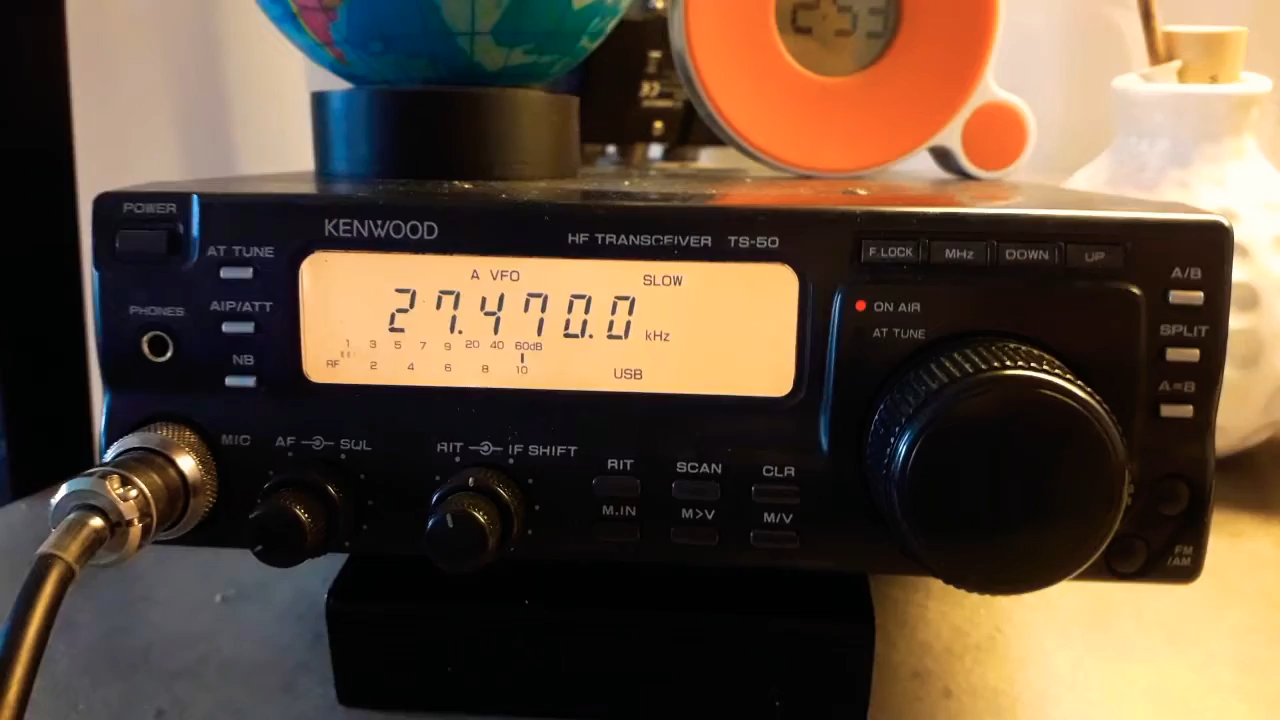 2:53
POWER
KENWOOD
HF TRANSCEIVER TS-50
AT TUNE
F.LOCK MHz DOWN UP
A VFO SLOW
A/B
27.470.0 kHz
PHONES
AIP/ATT
ON AIR
AT TUNE
SPLIT
1 3 5 7 9 20 40 60dB
RF 2 4 6 8 10
USB
NB
A=B
MIC
AF SQL
RIT IF SHIFT
RIT SCAN CLR
M.IN M>V M/V
FM
/AM